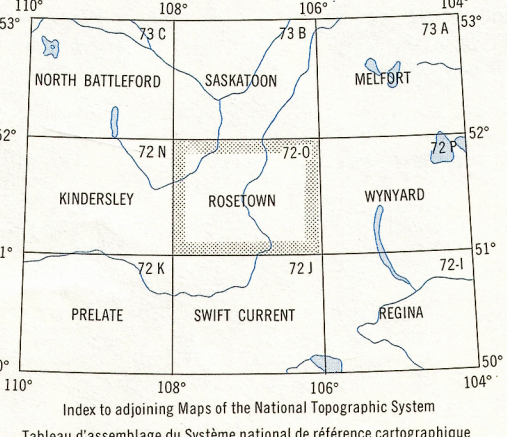 110° 108° 106° 104°
53° 73 C 73 B 73 A 53°
NORTH BATTLEFORD SASKATOON MELFORT
52° 72 N 72-O 72 P 52°
KINDERSLEY ROSETOWN WYNYARD
1° 72 K 72 J 72-I 51°
PRELATE SWIFT CURRENT REGINA
0° 50°
110° 108° 106° 104°
Index to adjoining Maps of the National Topographic System
Tableau d'assemblage du Système national de référence cartographique